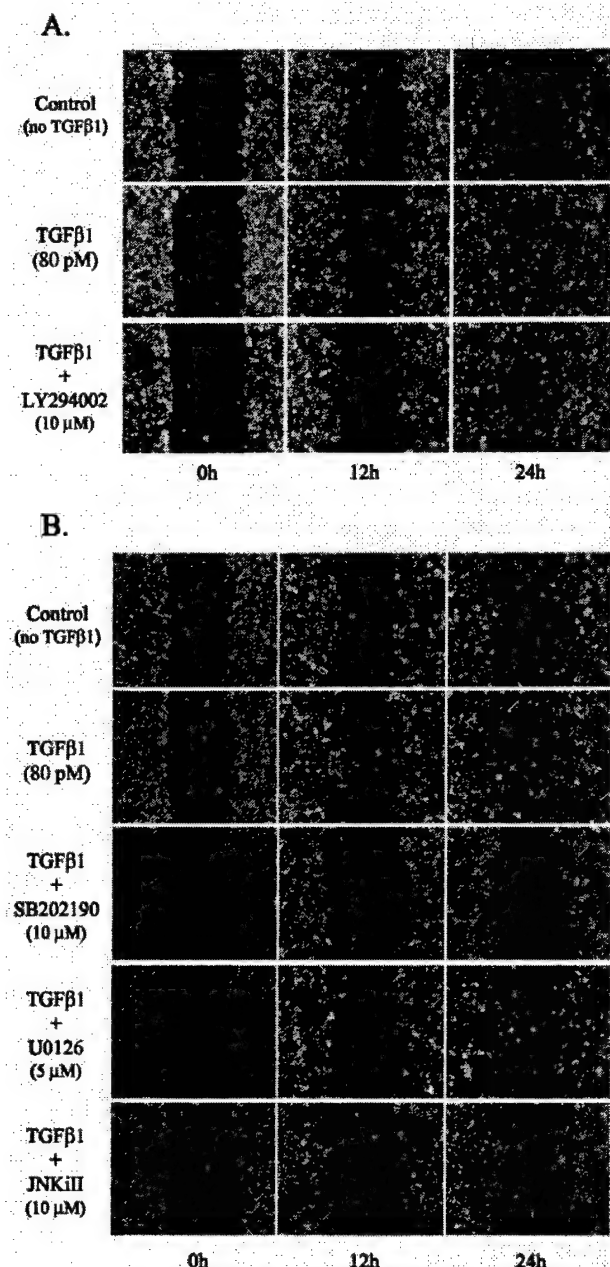 A.
Control
(no TGFβ1)
TGFβ1
(80 pM)
TGFβ1
+
LY294002
(10 µM)
0h 12h 24h
B.
Control
(no TGFβ1)
TGFβ1
(80 pM)
TGFβ1
+
SB202190
(10 µM)
TGFβ1
+
U0126
(5 µM)
TGFβ1
+
JNKiII
(10 µM)
0h 12h 24h